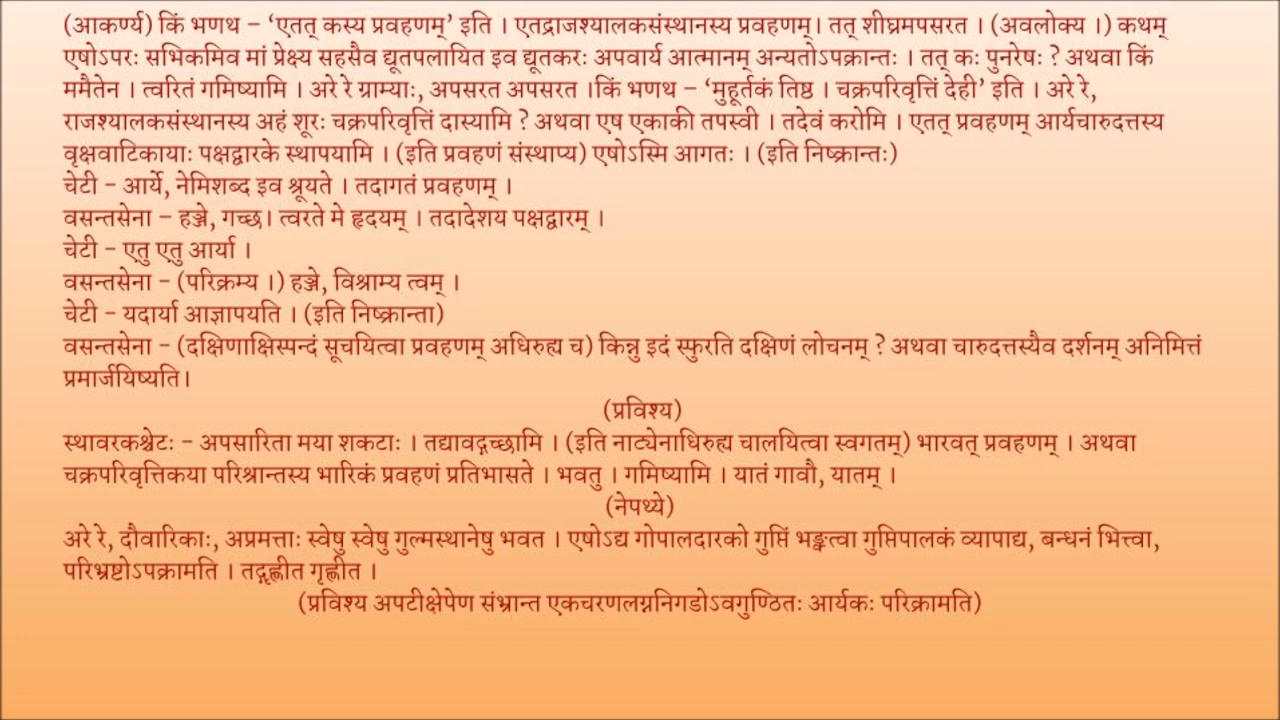 (आकर्ण्य) किं भणथ – ‘एतत् कस्य प्रवहणम्’ इति । एतद्राजश्यालकसंस्थानस्य प्रवहणम्। तत् शीघ्रमपसरत । (अवलोक्य ।) कथम्
एषोऽपरः सभिकमिव मां प्रेक्ष्य सहसैव द्यूतपलायित इव द्यूतकरः अपवार्य आत्मानम् अन्यतोऽपक्रान्तः । तत् कः पुनरेषः ? अथवा किं
ममैतेन । त्वरितं गमिष्यामि । अरे रे ग्राम्याः, अपसरत अपसरत ।किं भणथ – ‘मुहूर्तकं तिष्ठ । चक्रपरिवृत्तिं देही’ इति । अरे रे,
राजश्यालकसंस्थानस्य अहं शूरः चक्रपरिवृत्तिं दास्यामि ? अथवा एष एकाकी तपस्वी । तदेवं करोमि । एतत् प्रवहणम् आर्यचारुदत्तस्य
वृक्षवाटिकायाः पक्षद्वारके स्थापयामि । (इति प्रवहणं संस्थाप्य) एषोऽस्मि आगतः । (इति निष्क्रान्तः)
चेटी – आर्ये, नेमिशब्द इव श्रूयते । तदागतं प्रवहणम् ।
वसन्तसेना – हञ्जे, गच्छ। त्वरते मे हृदयम् । तदादेशय पक्षद्वारम् ।
चेटी – एतु एतु आर्या ।
वसन्तसेना – (परिक्रम्य ।) हञ्जे, विश्राम्य त्वम् ।
चेटी – यदार्या आज्ञापयति । (इति निष्क्रान्ता)
वसन्तसेना – (दक्षिणाक्षिस्पन्दं सूचयित्वा प्रवहणम् अधिरुह्य च) किन्नु इदं स्फुरति दक्षिणं लोचनम् ? अथवा चारुदत्तस्यैव दर्शनम् अनिमित्तं
प्रमार्जयिष्यति।
(प्रविश्य)
स्थावरकश्चेटः – अपसारिता मया शकटाः । तद्यावद्गच्छामि । (इति नाट्येनाधिरुह्य चालयित्वा स्वगतम्) भारवत् प्रवहणम् । अथवा
चक्रपरिवृत्तिकया परिश्रान्तस्य भारिकं प्रवहणं प्रतिभासते । भवतु । गमिष्यामि । यातं गावौ, यातम् ।
(नेपथ्ये)
अरे रे, दौवारिकाः, अप्रमत्ताः स्वेषु स्वेषु गुल्मस्थानेषु भवत । एषोऽद्य गोपालदारको गुप्तिं भङ्क्त्वा गुप्तिपालकं व्यापाद्य, बन्धनं भित्त्वा,
परिभ्रष्टोऽपक्रामति । तद्गृह्णीत गृह्णीत ।
(प्रविश्य अपटीक्षेपेण संभ्रान्त एकचरणलग्ननिगडोऽवगुण्ठितः आर्यकः परिक्रामति)